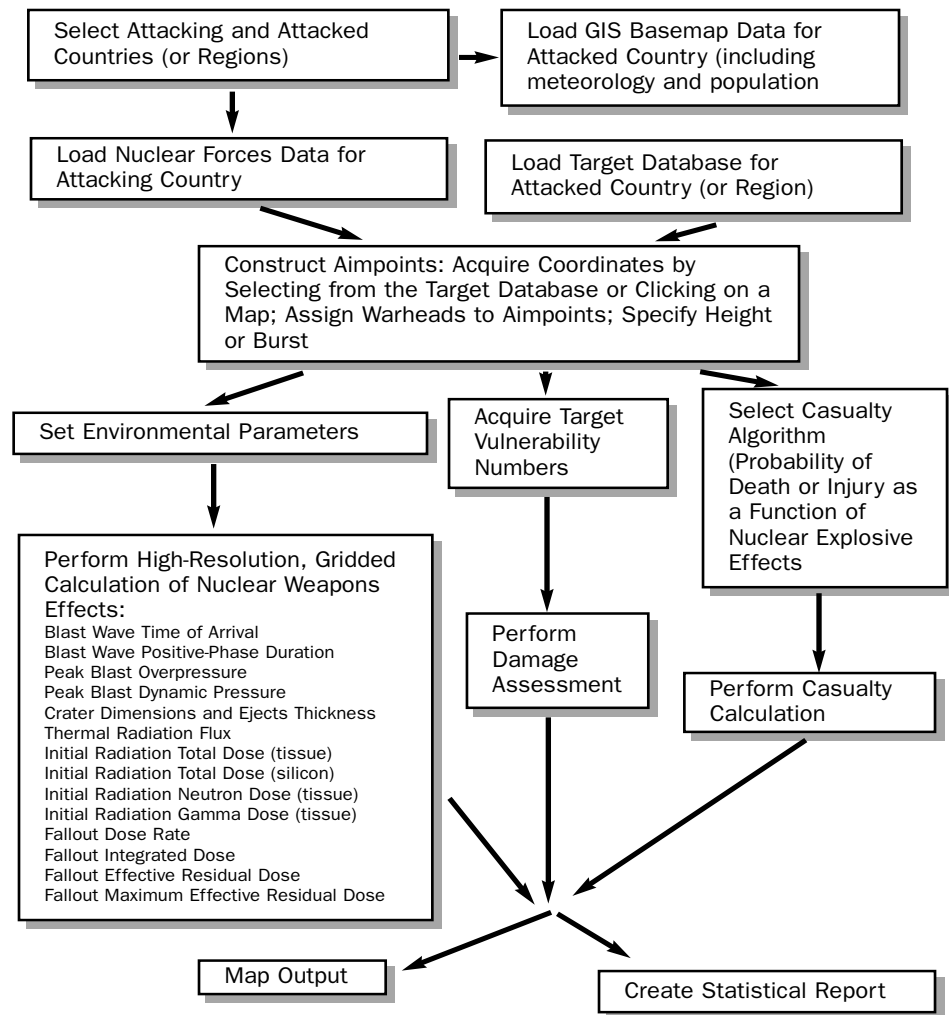 Select Attacking and Attacked
Countries (or Regions)
Load GIS Basemap Data for
Attacked Country (including
meteorology and population
Load Nuclear Forces Data for
Attacking Country
Load Target Database for
Attacked Country (or Region)
Construct Aimpoints: Acquire Coordinates by
Selecting from the Target Database or Clicking on a
Map; Assign Warheads to Aimpoints; Specify Height
or Burst
Set Environmental Parameters
Acquire Target
Vulnerability
Numbers
Select Casualty
Algorithm
(Probability of
Death or Injury as
a Function of
Nuclear Explosive
Effects
Perform High-Resolution, Gridded
Calculation of Nuclear Weapons
Effects:
Blast Wave Time of Arrival
Blast Wave Positive-Phase Duration
Peak Blast Overpressure
Peak Blast Dynamic Pressure
Crater Dimensions and Ejects Thickness
Thermal Radiation Flux
Initial Radiation Total Dose (tissue)
Initial Radiation Total Dose (silicon)
Initial Radiation Neutron Dose (tissue)
Initial Radiation Gamma Dose (tissue)
Fallout Dose Rate
Fallout Integrated Dose
Fallout Effective Residual Dose
Fallout Maximum Effective Residual Dose
Perform
Damage
Assessment
Perform Casualty
Calculation
Map Output
Create Statistical Report